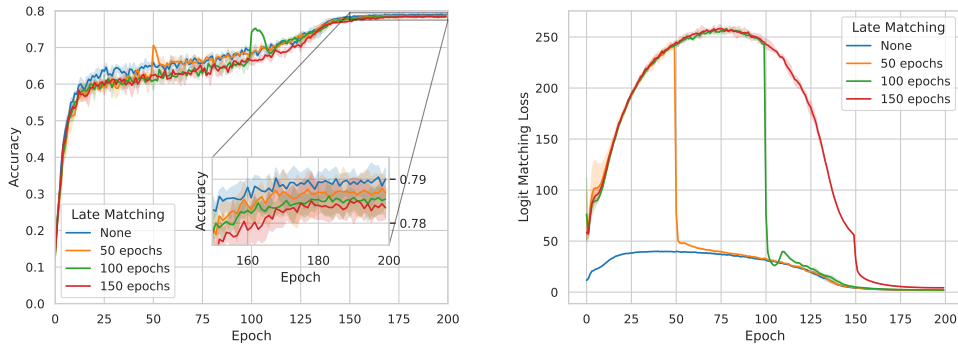 0.8
0.7
0.6
0.5
0.4
0.3
0.2
0.1
0.0
Accuracy
0 25 50 75 100 125 150 175 200
Epoch
Late Matching
None
50 epochs
100 epochs
150 epochs
Accuracy
0.79
0.78
160 180 200
Epoch
250
200
150
100
50
0
Logit Matching Loss
0 25 50 75 100 125 150 175 200
Epoch
Late Matching
None
50 epochs
100 epochs
150 epochs